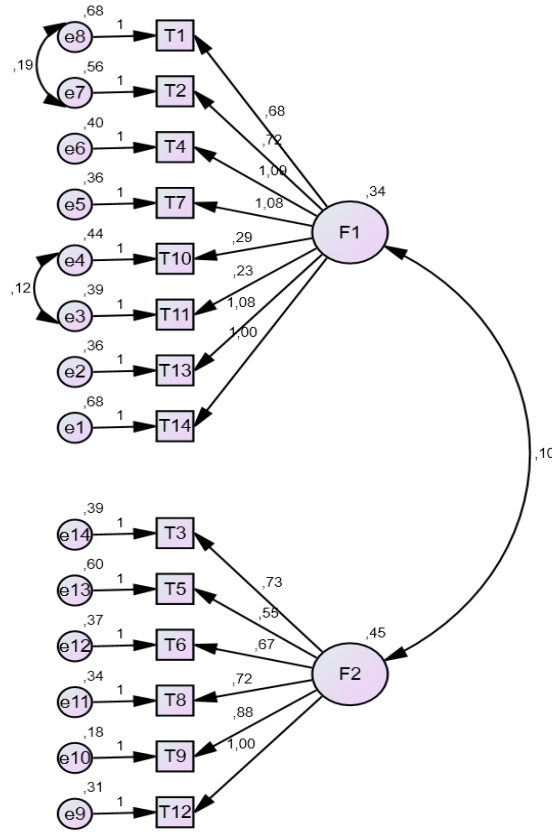 ,68
e8 1 T1
,19
,56
e7 1 T2
,68
,40
e6 1 T4
,72
1,09
,36
e5 1 T7
1,08
,34
F1
,44
e4 1 T10
,29
,12
,39
e3 1 T11
,23
,36
e2 1 T13
1,08
,68
e1 1 T14
1,00
,10
,39
e14 1 T3
,73
,60
e13 1 T5
,55
,37
e12 1 T6
,67
,45
F2
,34
e11 1 T8
,72
,18
e10 1 T9
,88
,31
e9 1 T12
1,00